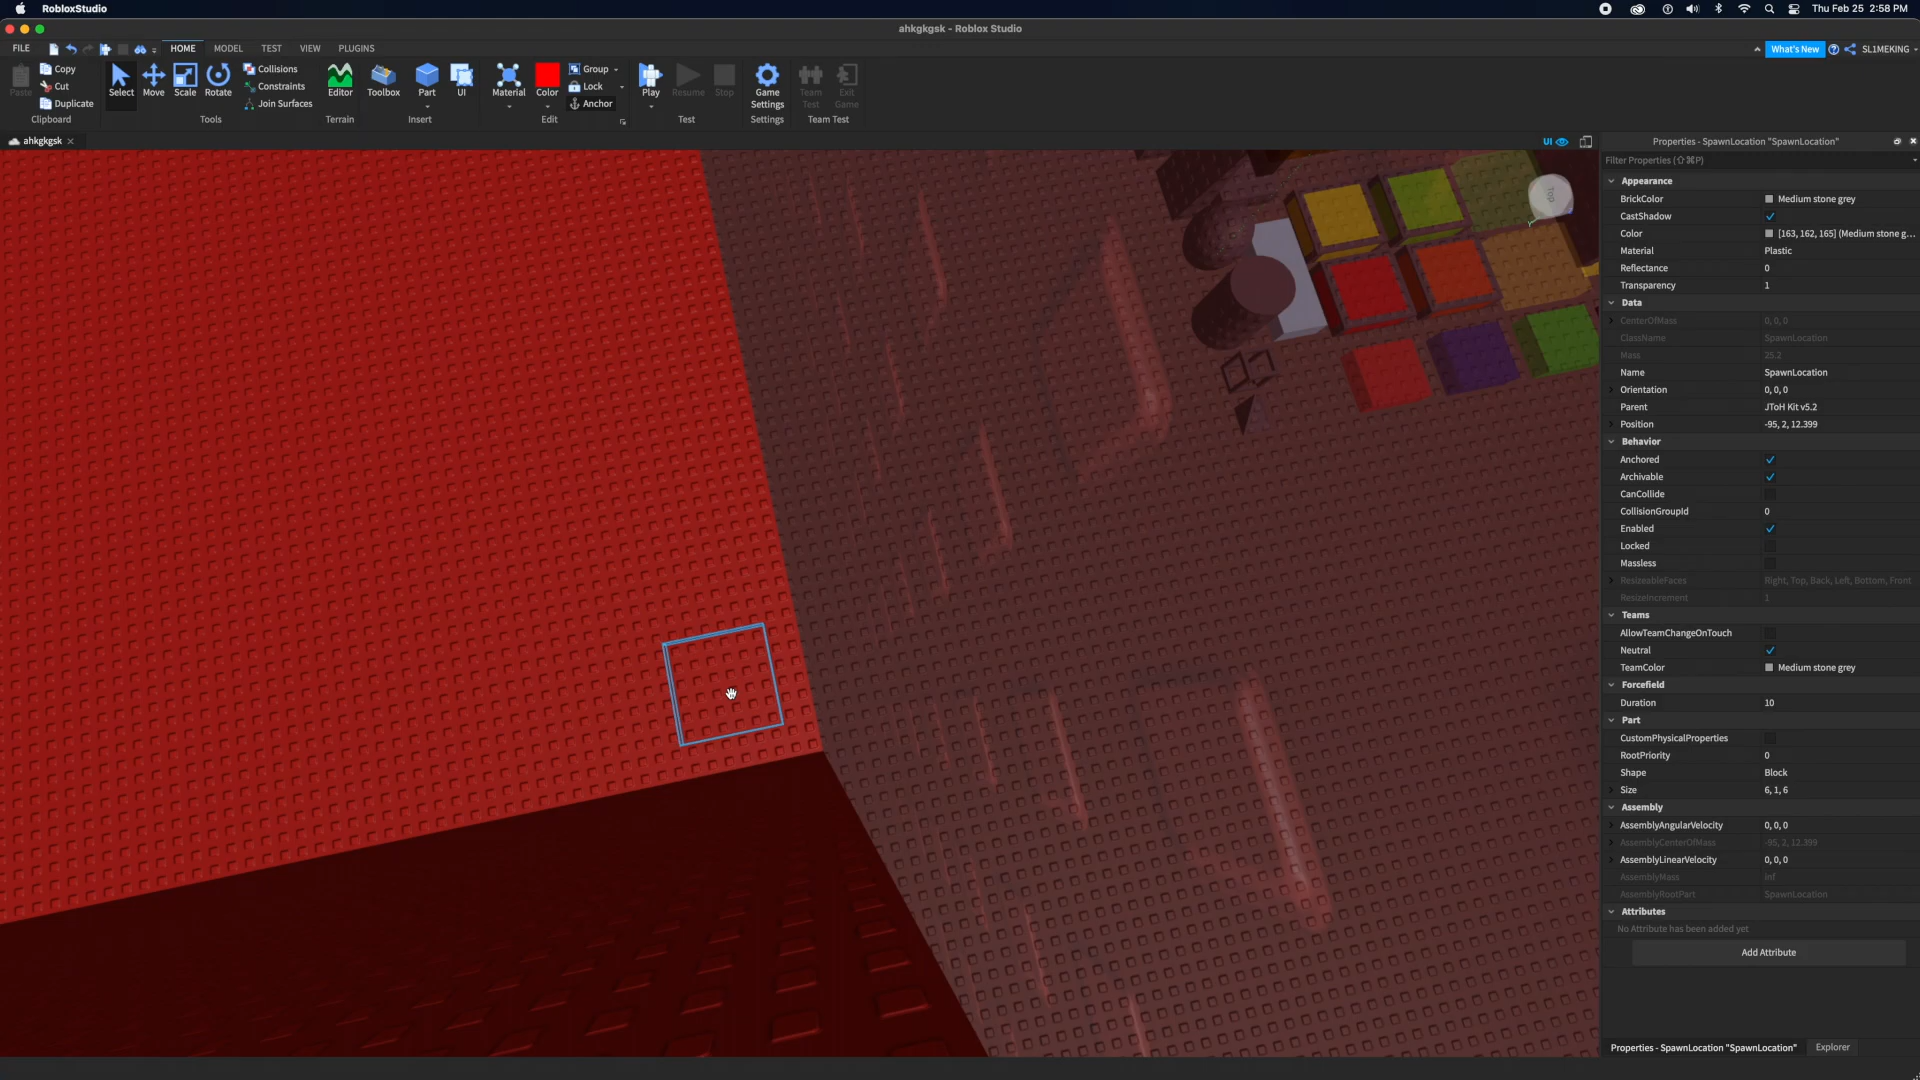 RobloxStudio Thu Feb 25 2:58 PM
ahkgkgsk - Roblox Studio
FILE HOME MODEL TEST VIEW PLUGINS What's New SL1MEKING
Paste Copy Cut Duplicate
Clipboard
Select Move Scale Rotate Collisions Constraints Join Surfaces
Tools
Editor
Terrain
Toolbox Part UI
Insert
Material Color Group Lock Anchor
Edit
Play Resume Stop
Test
Game Settings
Settings
Team Test Exit Game
Team Test
ahkgkgsk UI
Top
Properties - SpawnLocation "SpawnLocation"
Filter Properties (⇧⌘P)
Appearance
BrickColor Medium stone grey
CastShadow
Color [163, 162, 165] (Medium stone g...
Material Plastic
Reflectance 0
Transparency 1
Data
CenterOfMass 0, 0, 0
ClassName SpawnLocation
Mass 25.2
Name SpawnLocation
Orientation 0, 0, 0
Parent JToH Kit v5.2
Position -95, 2, 12.399
Behavior
Anchored
Archivable
CanCollide
CollisionGroupId 0
Enabled
Locked
Massless
ResizeableFaces Right, Top, Back, Left, Bottom, Front
ResizeIncrement 1
Teams
AllowTeamChangeOnTouch
Neutral
TeamColor Medium stone grey
Forcefield
Duration 10
Part
CustomPhysicalProperties
RootPriority 0
Shape Block
Size 6, 1, 6
Assembly
AssemblyAngularVelocity 0, 0, 0
AssemblyCenterOfMass -95, 2, 12.399
AssemblyLinearVelocity 0, 0, 0
AssemblyMass inf
AssemblyRootPart SpawnLocation
Attributes
No Attribute has been added yet
Add Attribute
Properties - SpawnLocation "SpawnLocation" Explorer